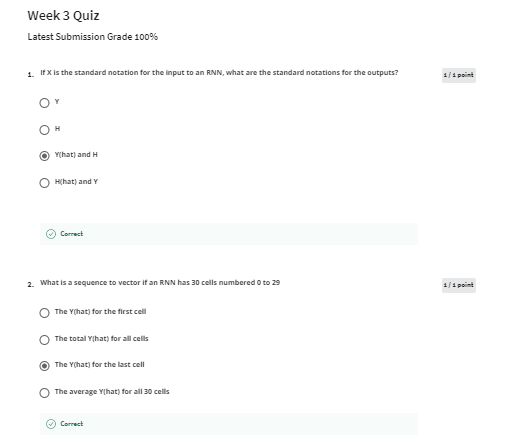 Week 3 Quiz
Latest Submission Grade 100%
1. If X is the standard notation for the input to an RNN, what are the standard notations for the outputs?
1 / 1 point
Y
H
Y(hat) and H
H(hat) and Y
Correct
2. What is a sequence to vector if an RNN has 30 cells numbered 0 to 29
1 / 1 point
The Y(hat) for the first cell
The total Y(hat) for all cells
The Y(hat) for the last cell
The average Y(hat) for all 30 cells
Correct